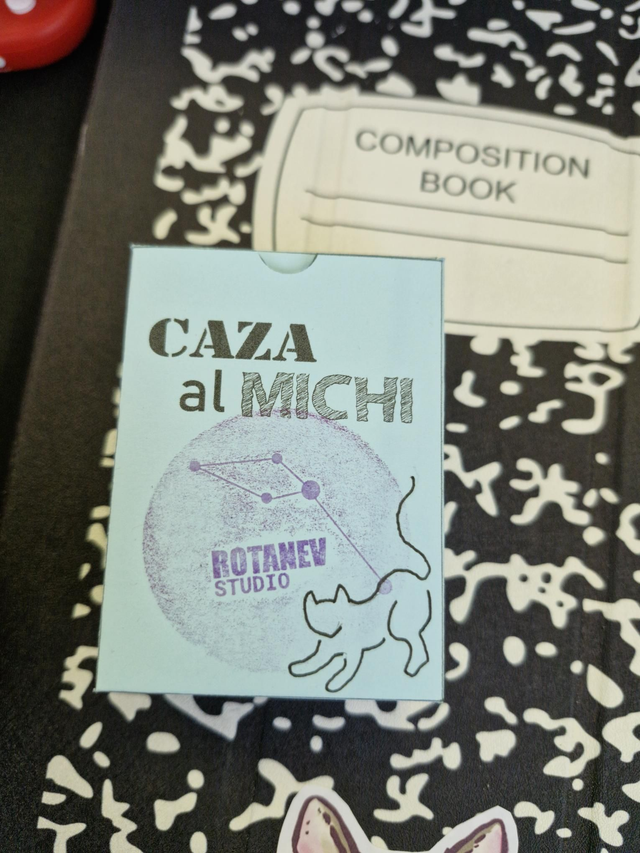 COMPOSITION
BOOK
CAZA
al MICHI
ROTANEV
STUDIO